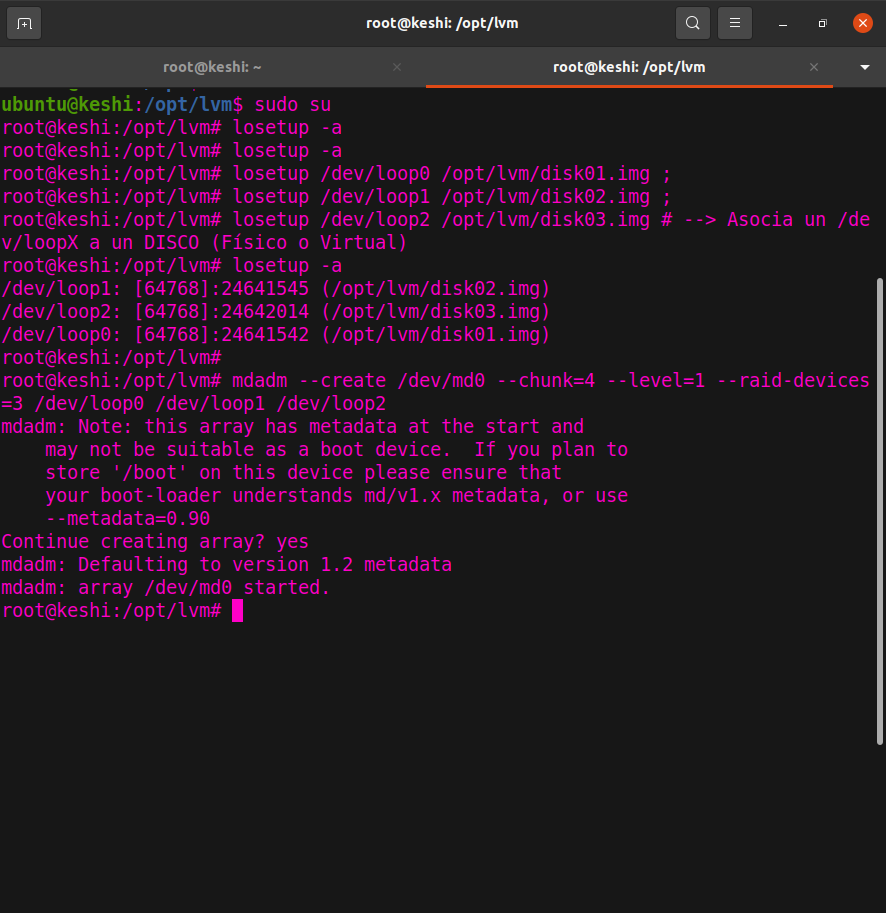 root@keshi: /opt/lvm
root@keshi: ~
root@keshi: /opt/lvm
ubuntu@keshi:/opt/lvm$ sudo su
root@keshi:/opt/lvm# losetup -a
root@keshi:/opt/lvm# losetup -a
root@keshi:/opt/lvm# losetup /dev/loop0 /opt/lvm/disk01.img ;
root@keshi:/opt/lvm# losetup /dev/loop1 /opt/lvm/disk02.img ;
root@keshi:/opt/lvm# losetup /dev/loop2 /opt/lvm/disk03.img # --> Asocia un /de
v/loopX a un DISCO (Físico o Virtual)
root@keshi:/opt/lvm# losetup -a
/dev/loop1: [64768]:24641545 (/opt/lvm/disk02.img)
/dev/loop2: [64768]:24642014 (/opt/lvm/disk03.img)
/dev/loop0: [64768]:24641542 (/opt/lvm/disk01.img)
root@keshi:/opt/lvm#
root@keshi:/opt/lvm# mdadm --create /dev/md0 --chunk=4 --level=1 --raid-devices
=3 /dev/loop0 /dev/loop1 /dev/loop2
mdadm: Note: this array has metadata at the start and
    may not be suitable as a boot device.  If you plan to
    store '/boot' on this device please ensure that
    your boot-loader understands md/v1.x metadata, or use
    --metadata=0.90
Continue creating array? yes
mdadm: Defaulting to version 1.2 metadata
mdadm: array /dev/md0 started.
root@keshi:/opt/lvm#